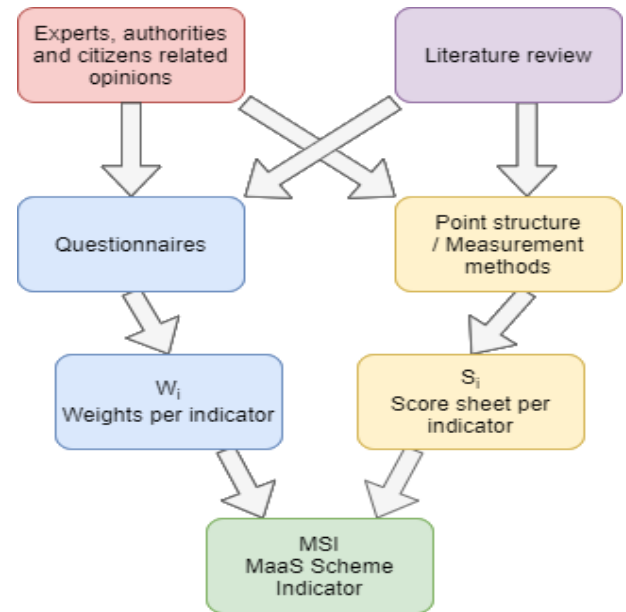 Experts, authorities
and citizens related
opinions
Literature review
Questionnaires
Point structure
/ Measurement
methods
Wi
Weights per indicator
Si
Score sheet per
indicator
MSI
MaaS Scheme
Indicator